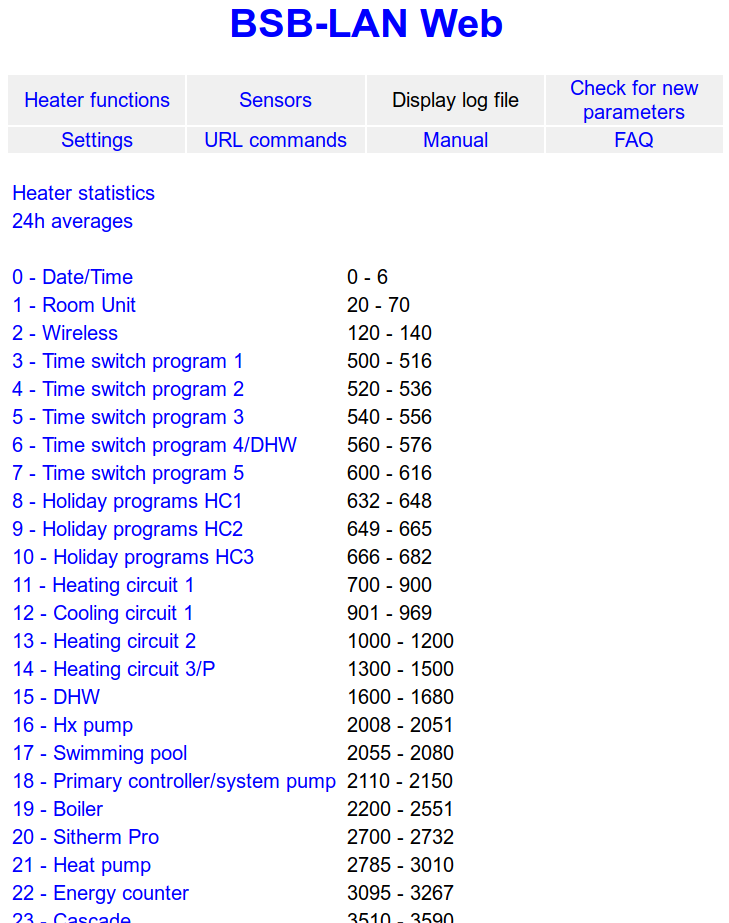 BSB-LAN Web
Heater functions Sensors Display log file Check for new parameters
Settings URL commands Manual FAQ
Heater statistics
24h averages
0 - Date/Time 0 - 6
1 - Room Unit 20 - 70
2 - Wireless 120 - 140
3 - Time switch program 1 500 - 516
4 - Time switch program 2 520 - 536
5 - Time switch program 3 540 - 556
6 - Time switch program 4/DHW 560 - 576
7 - Time switch program 5 600 - 616
8 - Holiday programs HC1 632 - 648
9 - Holiday programs HC2 649 - 665
10 - Holiday programs HC3 666 - 682
11 - Heating circuit 1 700 - 900
12 - Cooling circuit 1 901 - 969
13 - Heating circuit 2 1000 - 1200
14 - Heating circuit 3/P 1300 - 1500
15 - DHW 1600 - 1680
16 - Hx pump 2008 - 2051
17 - Swimming pool 2055 - 2080
18 - Primary controller/system pump 2110 - 2150
19 - Boiler 2200 - 2551
20 - Sitherm Pro 2700 - 2732
21 - Heat pump 2785 - 3010
22 - Energy counter 3095 - 3267
23 - Cascade 3510 - 3590